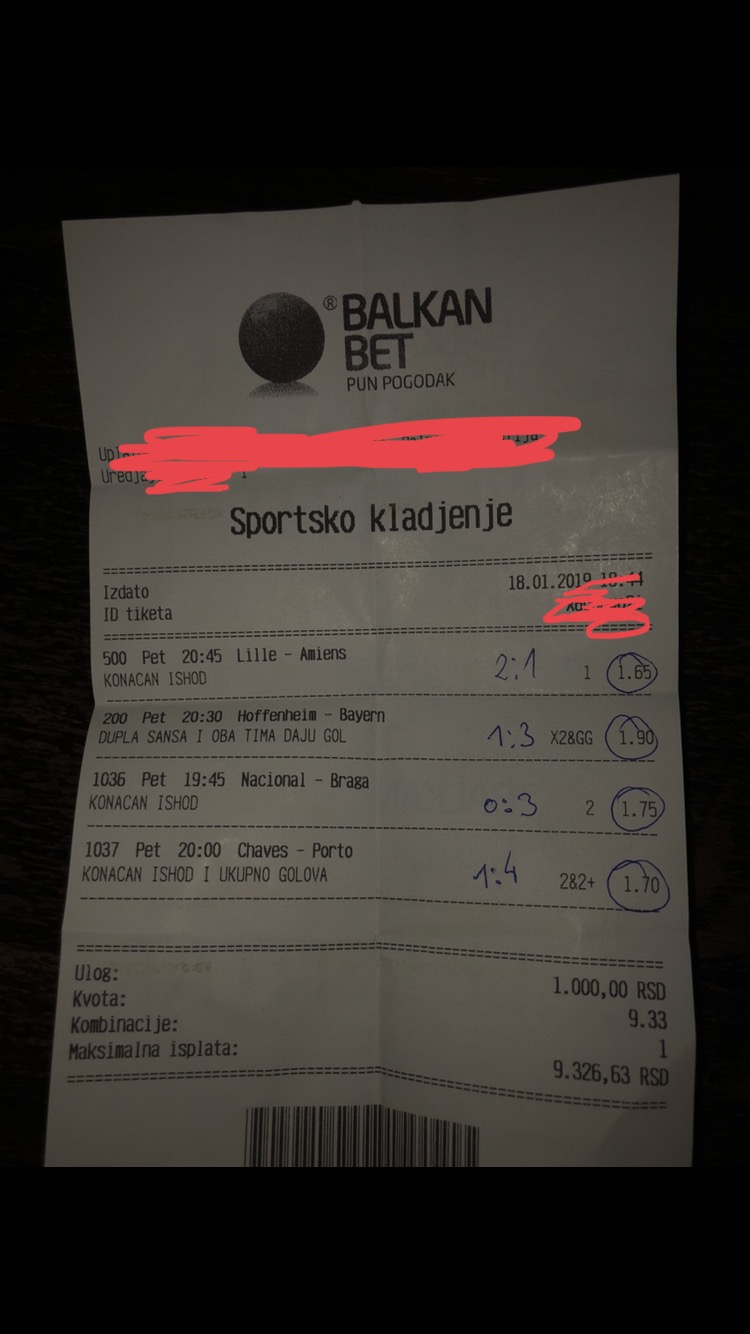 ® BALKAN
BET
PUN POGODAK
1
Sportsko kladjenje
Izdato 18.01.2019
ID tiketa
500 Pet 20:45 Lille - Amiens
KONACAN ISHOD 2:1 1 1.65
200 Pet 20:30 Hoffenheim - Bayern
DUPLA SANSA I OBA TIMA DAJU GOL 1:3 X2&GG 1.90
1036 Pet 19:45 Nacional - Braga
KONACAN ISHOD 0:3 2 1.75
1037 Pet 20:00 Chaves - Porto
KONACAN ISHOD I UKUPNO GOLOVA 1:4 2&2+ 1.70
Ulog: 1.000,00 RSD
Kvota: 9.33
Kombinacije: 1
Maksimalna isplata: 9.326,63 RSD